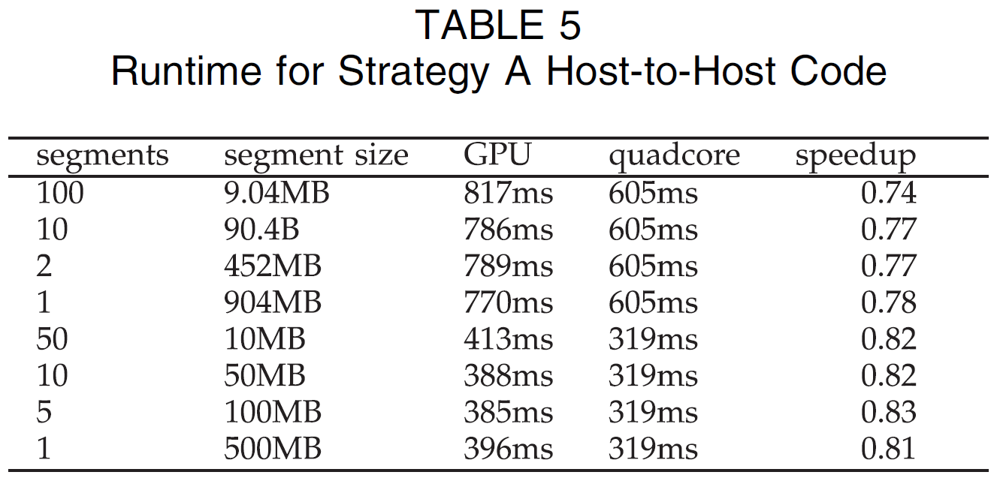 TABLE 5
Runtime for Strategy A Host-to-Host Code
segments segment size GPU quadcore speedup
100 9.04MB 817ms 605ms 0.74
10 90.4B 786ms 605ms 0.77
2 452MB 789ms 605ms 0.77
1 904MB 770ms 605ms 0.78
50 10MB 413ms 319ms 0.82
10 50MB 388ms 319ms 0.82
5 100MB 385ms 319ms 0.83
1 500MB 396ms 319ms 0.81